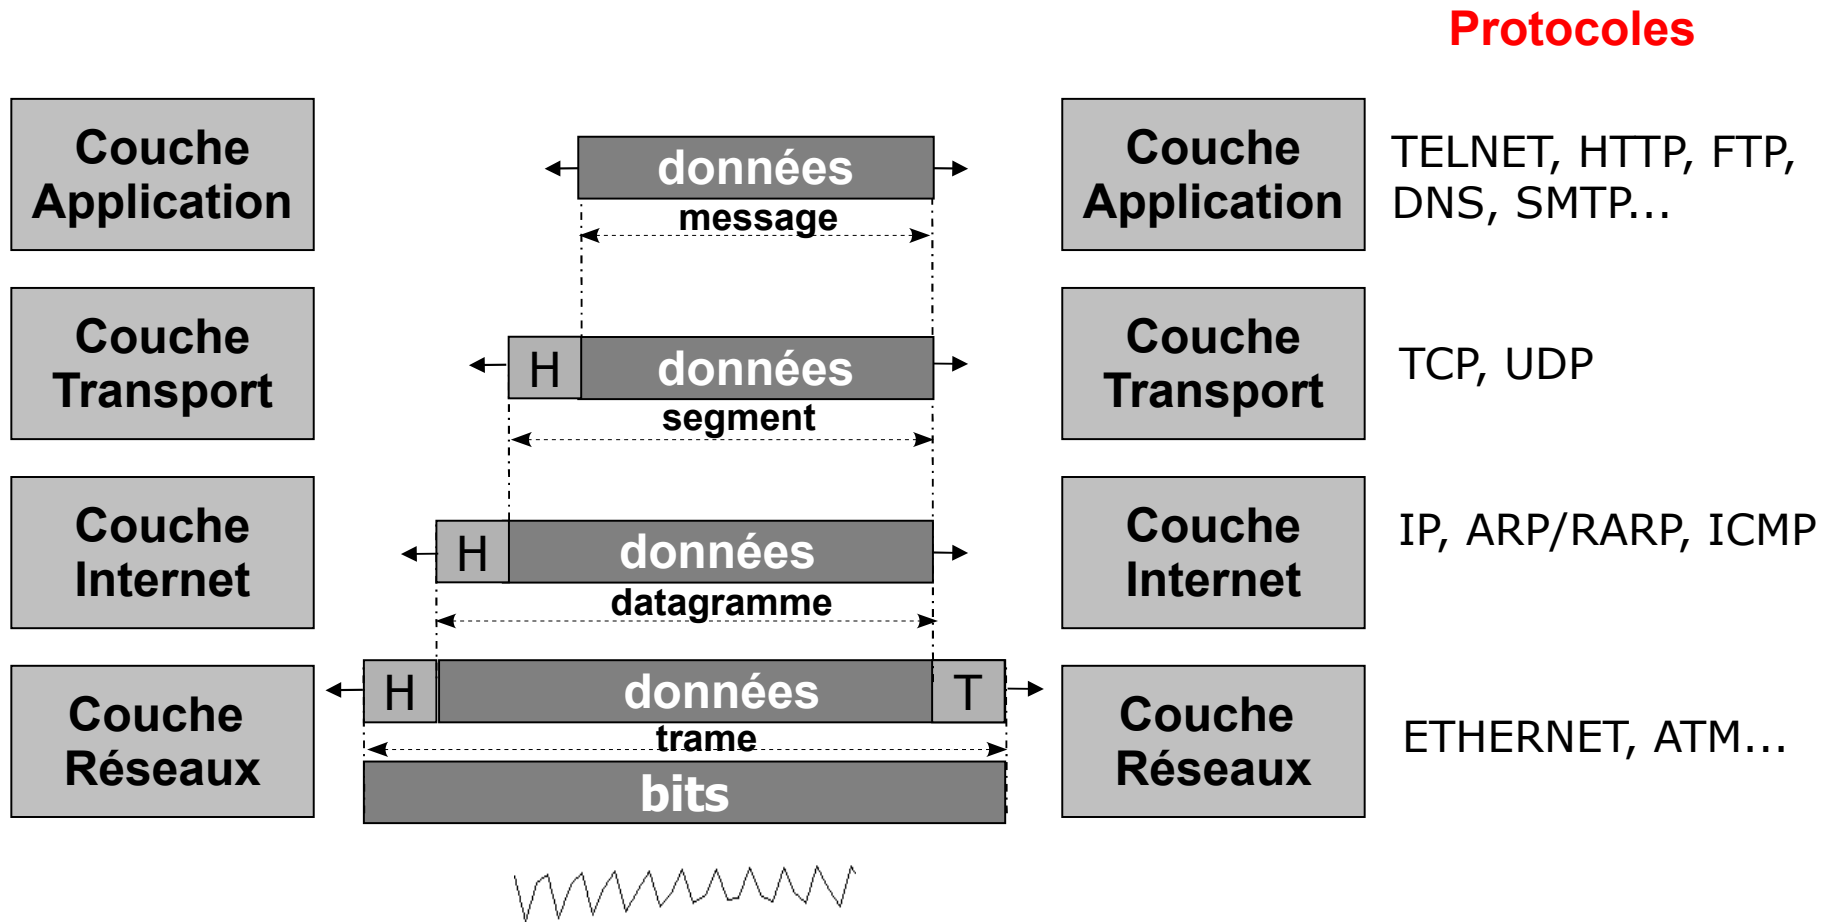 Protocoles
Couche
Application
données
message
Couche
Application
TELNET, HTTP, FTP,
DNS, SMTP...
Couche
Transport
H données
segment
Couche
Transport
TCP, UDP
Couche
Internet
H données
datagramme
Couche
Internet
IP, ARP/RARP, ICMP
Couche
Réseaux
H données T
trame
bits
Couche
Réseaux
ETHERNET, ATM...